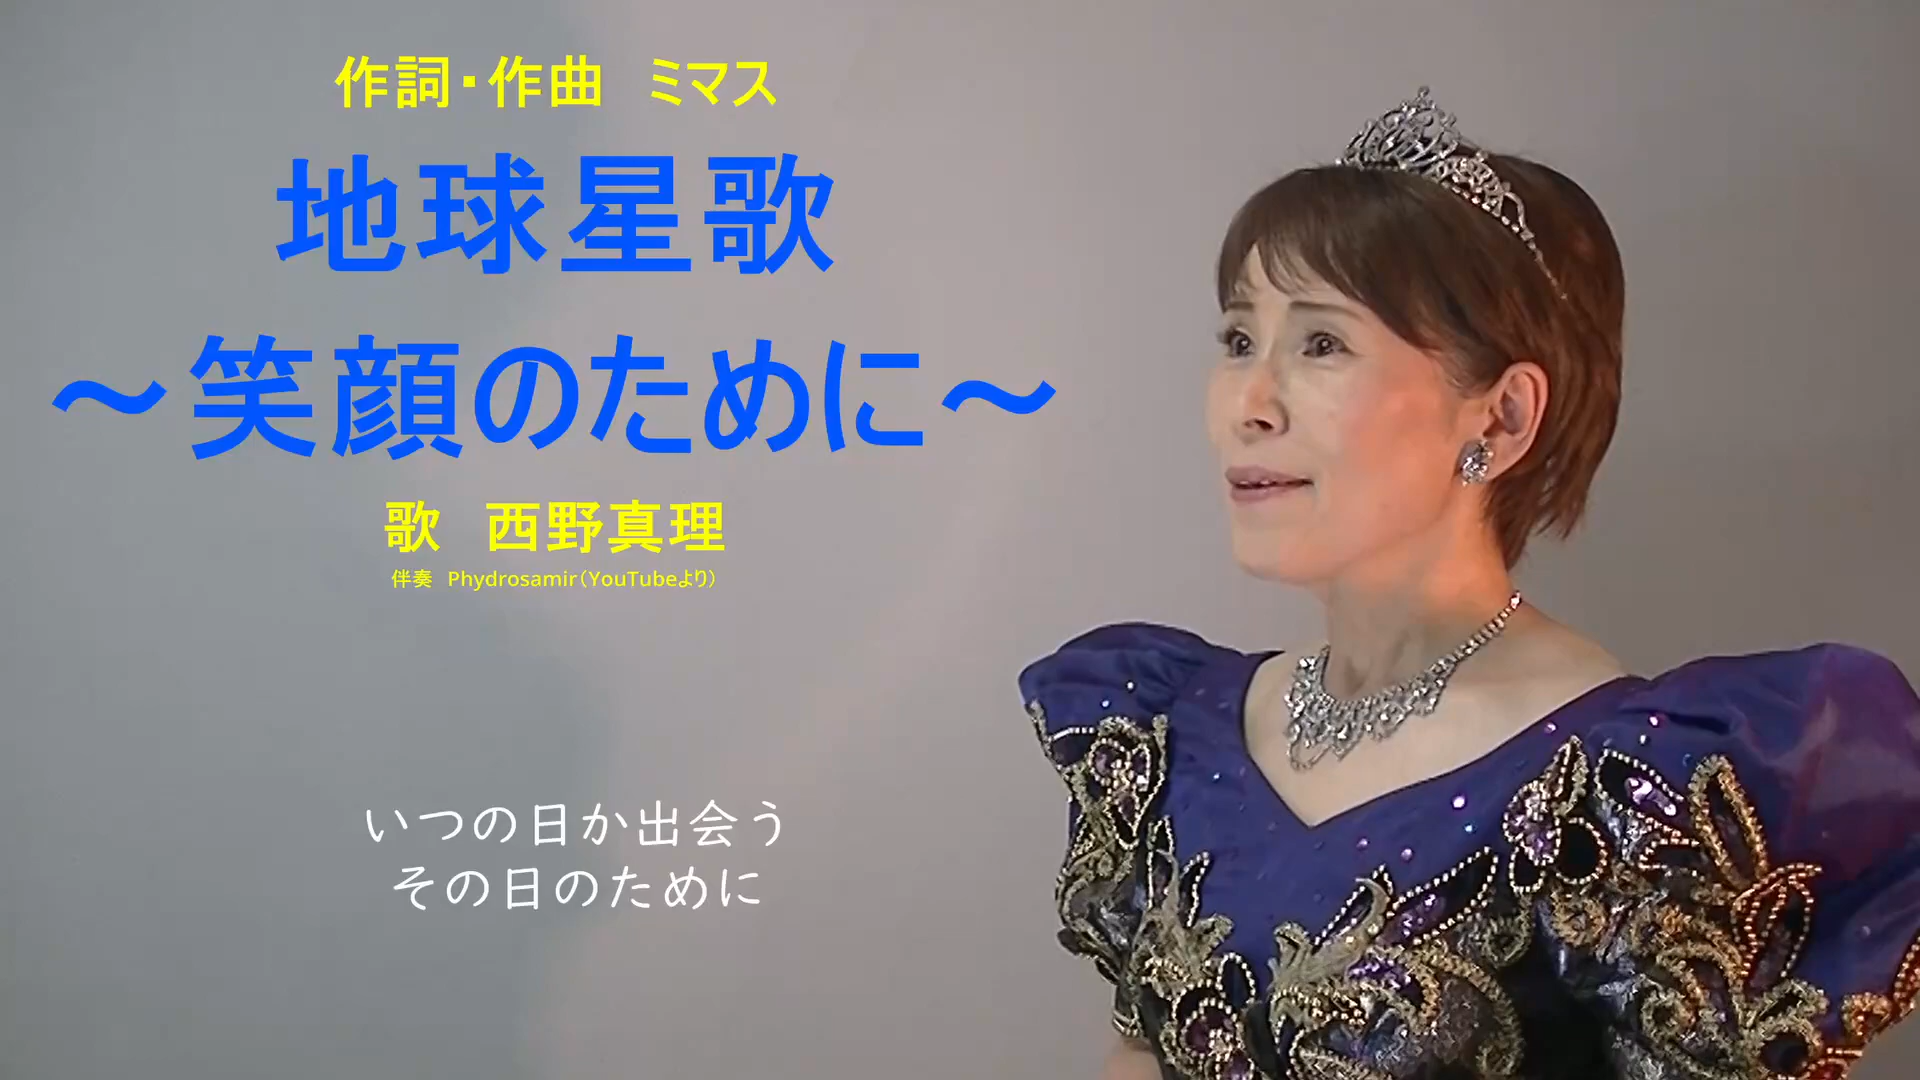 作詞・作曲　ミマス
地球星歌
～笑顔のために～
歌　西野真理
伴奏　Phydrosamir（YouTubeより）
いつの日か出会う
その日のために